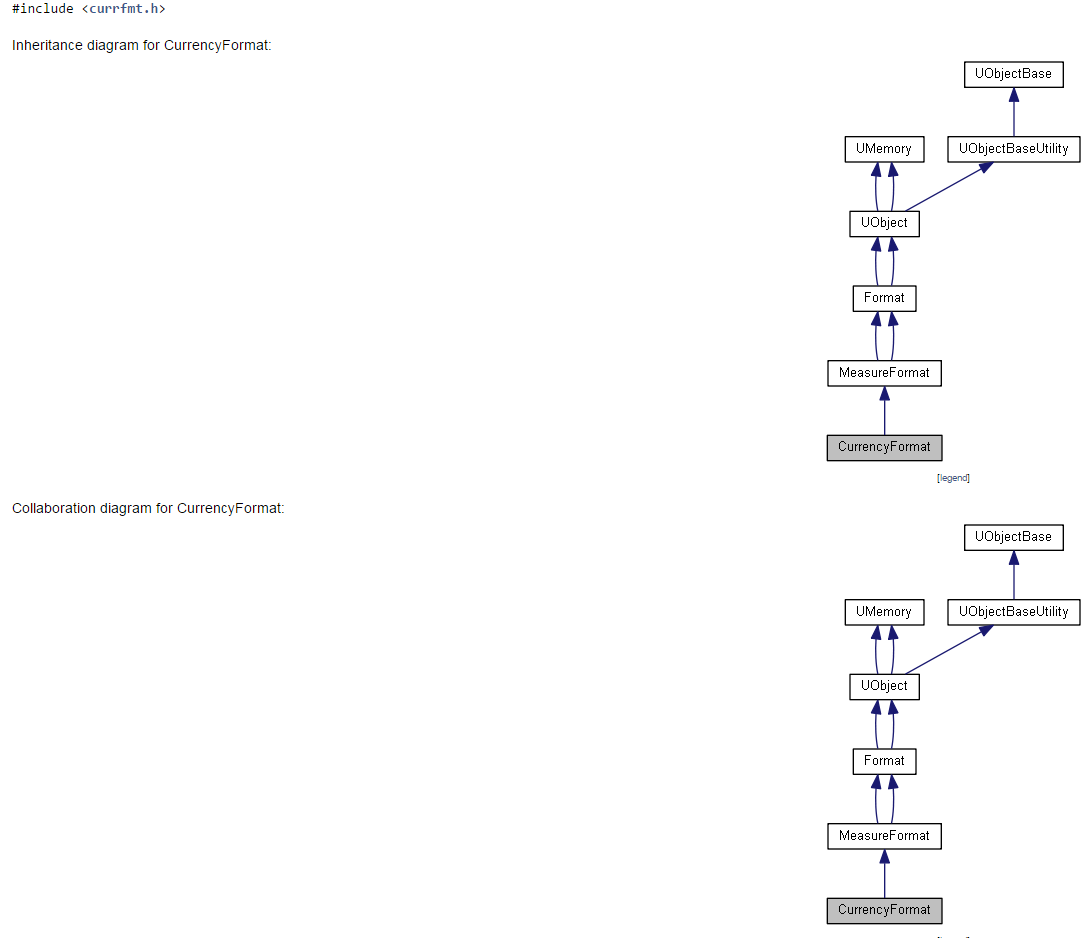 #include <currfmt.h>
Inheritance diagram for CurrencyFormat:
UObjectBase
UMemory
UObjectBaseUtility
UObject
Format
MeasureFormat
CurrencyFormat
[legend]
Collaboration diagram for CurrencyFormat:
UObjectBase
UMemory
UObjectBaseUtility
UObject
Format
MeasureFormat
CurrencyFormat